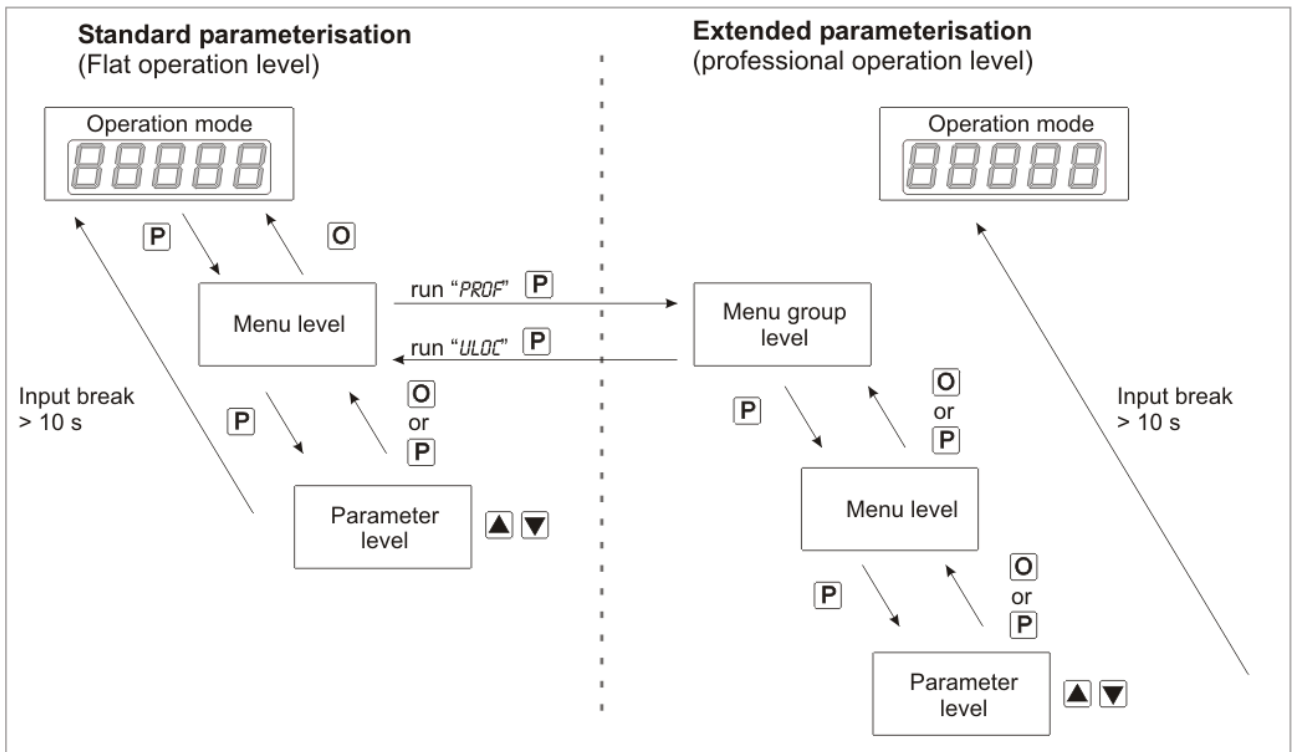 Standard parameterisation
(Flat operation level)
Operation mode
88888
P
O
Menu level
run “PROF” P
run “ULOC” P
Input break
> 10 s
P
O
or
P
Parameter
level
Extended parameterisation
(professional operation level)
Operation mode
88888
Menu group
level
P
O
or
P
Input break
> 10 s
Menu level
P
O
or
P
Parameter
level